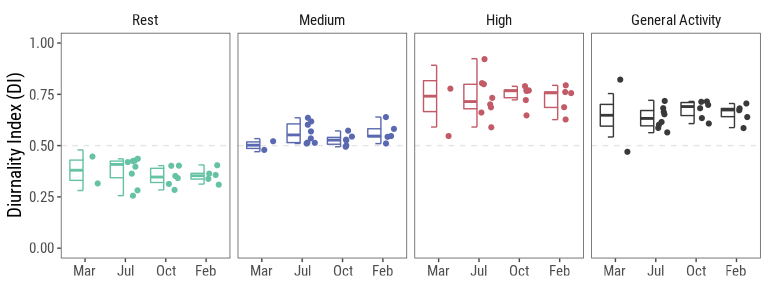 Rest
Medium
High
General Activity
Diurnality Index (DI)
1.00
0.75
0.50
0.25
0.00
Mar Jul Oct Feb
Mar Jul Oct Feb
Mar Jul Oct Feb
Mar Jul Oct Feb